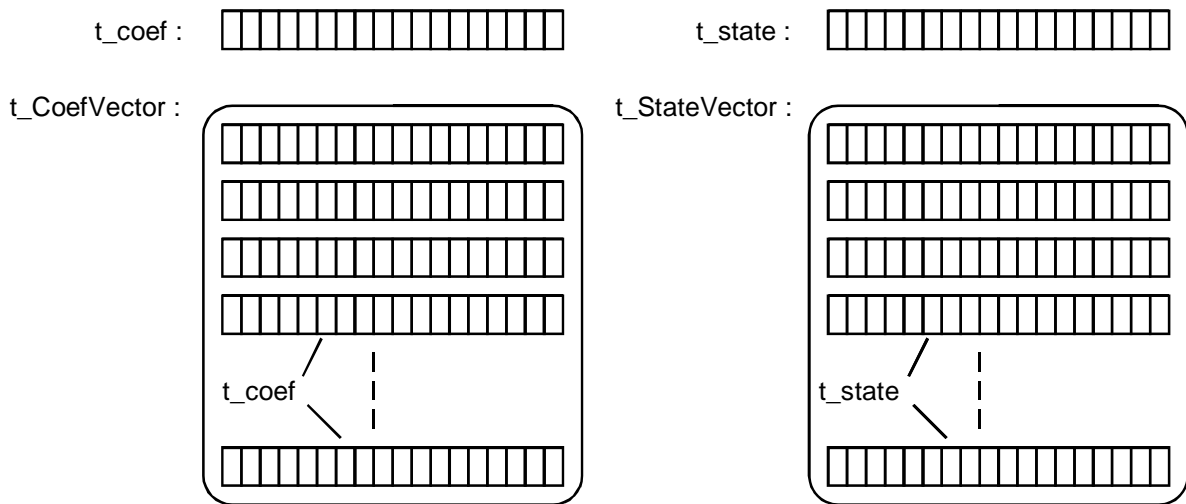 t_coef :
t_state :
t_CoefVector :
t_StateVector :
t_coef
t_state